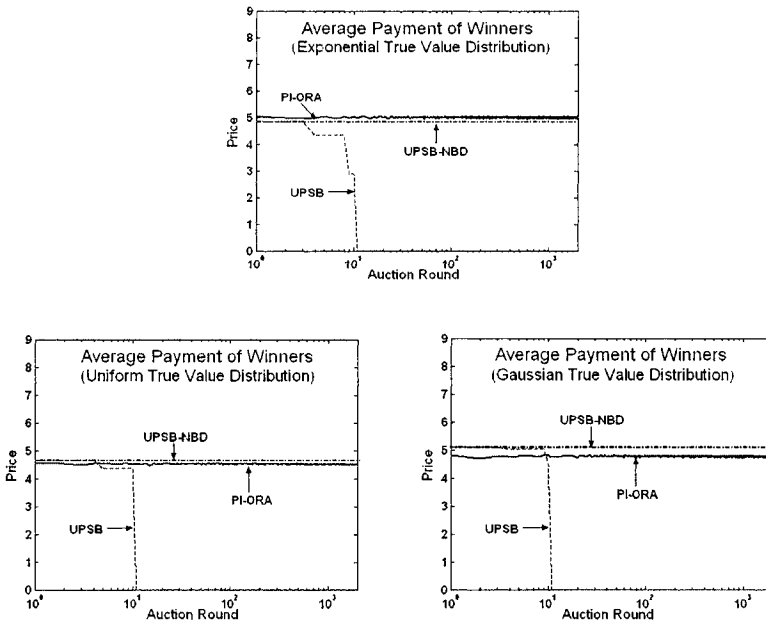 Average Payment of Winners
(Exponential True Value Distribution)
9
8
7
6
5
4
3
2
1
0
Price
PI-ORA
UPSB-NBD
UPSB
10^0
10^1
10^2
10^3
Auction Round
Average Payment of Winners
(Uniform True Value Distribution)
9
8
7
6
5
4
3
2
1
0
Price
UPSB-NBD
PI-ORA
UPSB
10^0
10^1
10^2
10^3
Auction Round
Average Payment of Winners
(Gaussian True Value Distribution)
9
8
7
6
5
4
3
2
1
0
Price
UPSB-NBD
PI-ORA
UPSB
10^0
10^1
10^2
10^3
Auction Round